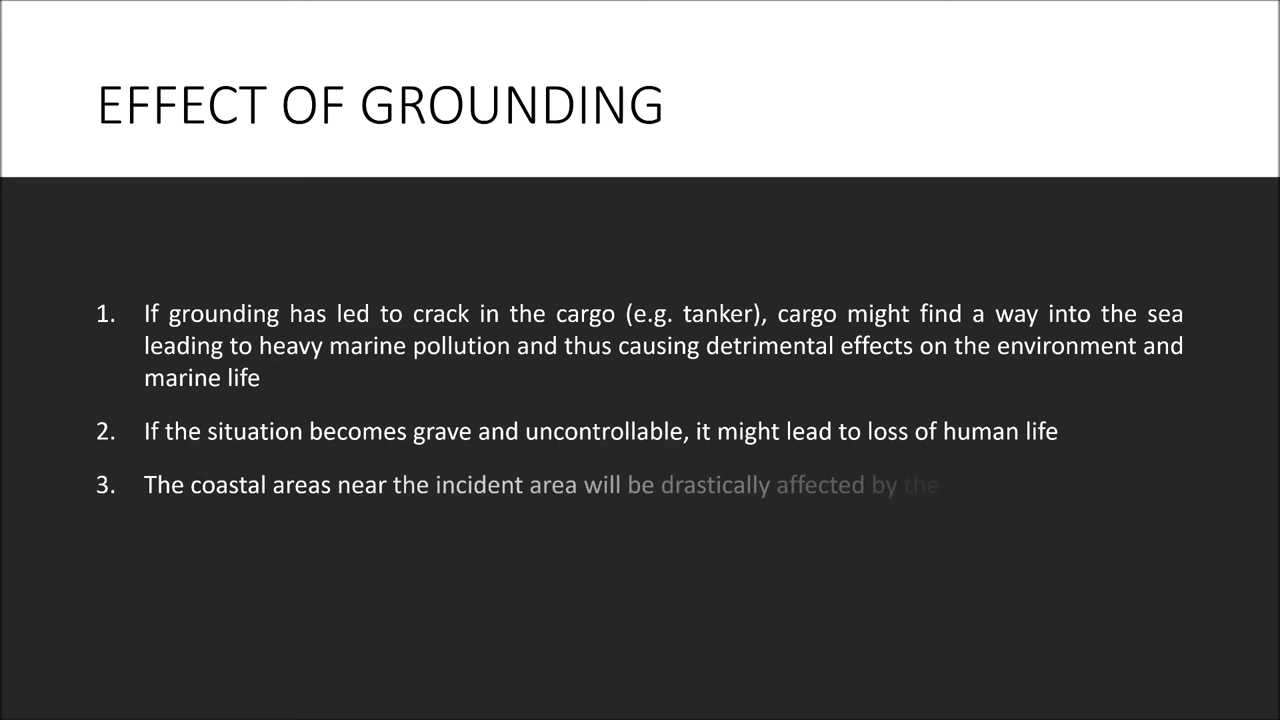 EFFECT OF GROUNDING
1. If grounding has led to crack in the cargo (e.g. tanker), cargo might find a way into the sea
leading to heavy marine pollution and thus causing detrimental effects on the environment and
marine life
2. If the situation becomes grave and uncontrollable, it might lead to loss of human life
3. The coastal areas near the incident area will be drastically affected by the